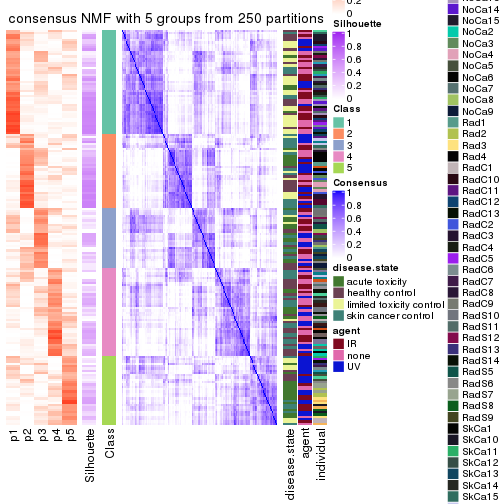 consensus NMF with 5 groups from 250 partitions
p1
p2
p3
p4
p5
Silhouette
Class
disease.state
agent
individual
0.2
0
Silhouette
1
0.8
0.6
0.4
0.2
0
Class
1
2
3
4
5
Consensus
1
0.8
0.6
0.4
0.2
0
disease.state
acute toxicity
healthy control
limited toxicity control
skin cancer control
agent
IR
none
UV
NoCa14
NoCa15
NoCa2
NoCa3
NoCa4
NoCa5
NoCa6
NoCa7
NoCa8
NoCa9
Rad1
Rad2
Rad3
Rad4
RadC1
RadC10
RadC11
RadC12
RadC13
RadC2
RadC3
RadC4
RadC5
RadC6
RadC7
RadC8
RadC9
RadS10
RadS11
RadS12
RadS13
RadS14
RadS5
RadS6
RadS7
RadS8
RadS9
SkCa1
SkCa10
SkCa11
SkCa12
SkCa13
SkCa14
SkCa15